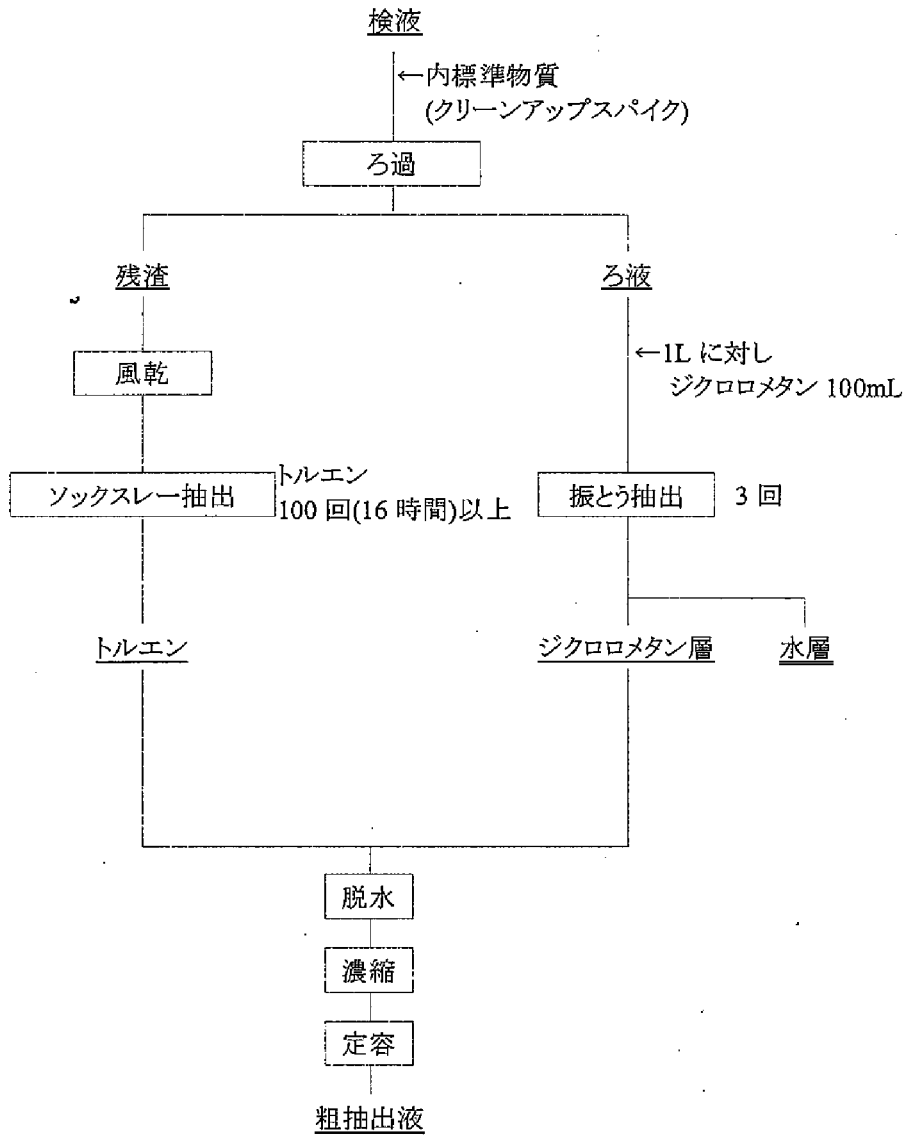 検液
←内標準物質
(クリーンアップスパイク)
ろ過
残渣
ろ液
風乾
←1L に対し
ジクロロメタン 100mL
ソックスレー抽出
トルエン
100 回(16 時間)以上
振とう抽出
3 回
トルエン
ジクロロメタン層
水層
脱水
濃縮
定容
粗抽出液